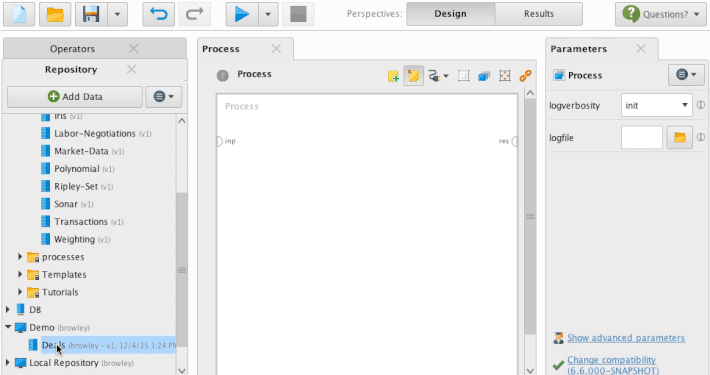 Perspectives:
Design
Results
Questions?
Operators
Repository
Add Data
Iris (v1)
Labor-Negotiations (v1)
Market-Data (v1)
Polynomial (v1)
Ripley-Set (v1)
Sonar (v1)
Transactions (v1)
Weighting (v1)
processes
Templates
Tutorials
DB
Demo (browley)
Deals (browley - v1, 12/4/15 1:24 PM
Local Repository (browley)
Process
Process
Process
inp
res
Parameters
Process
logverbosity
init
logfile
Show advanced parameters
Change compatibility
(6.6.000-SNAPSHOT)